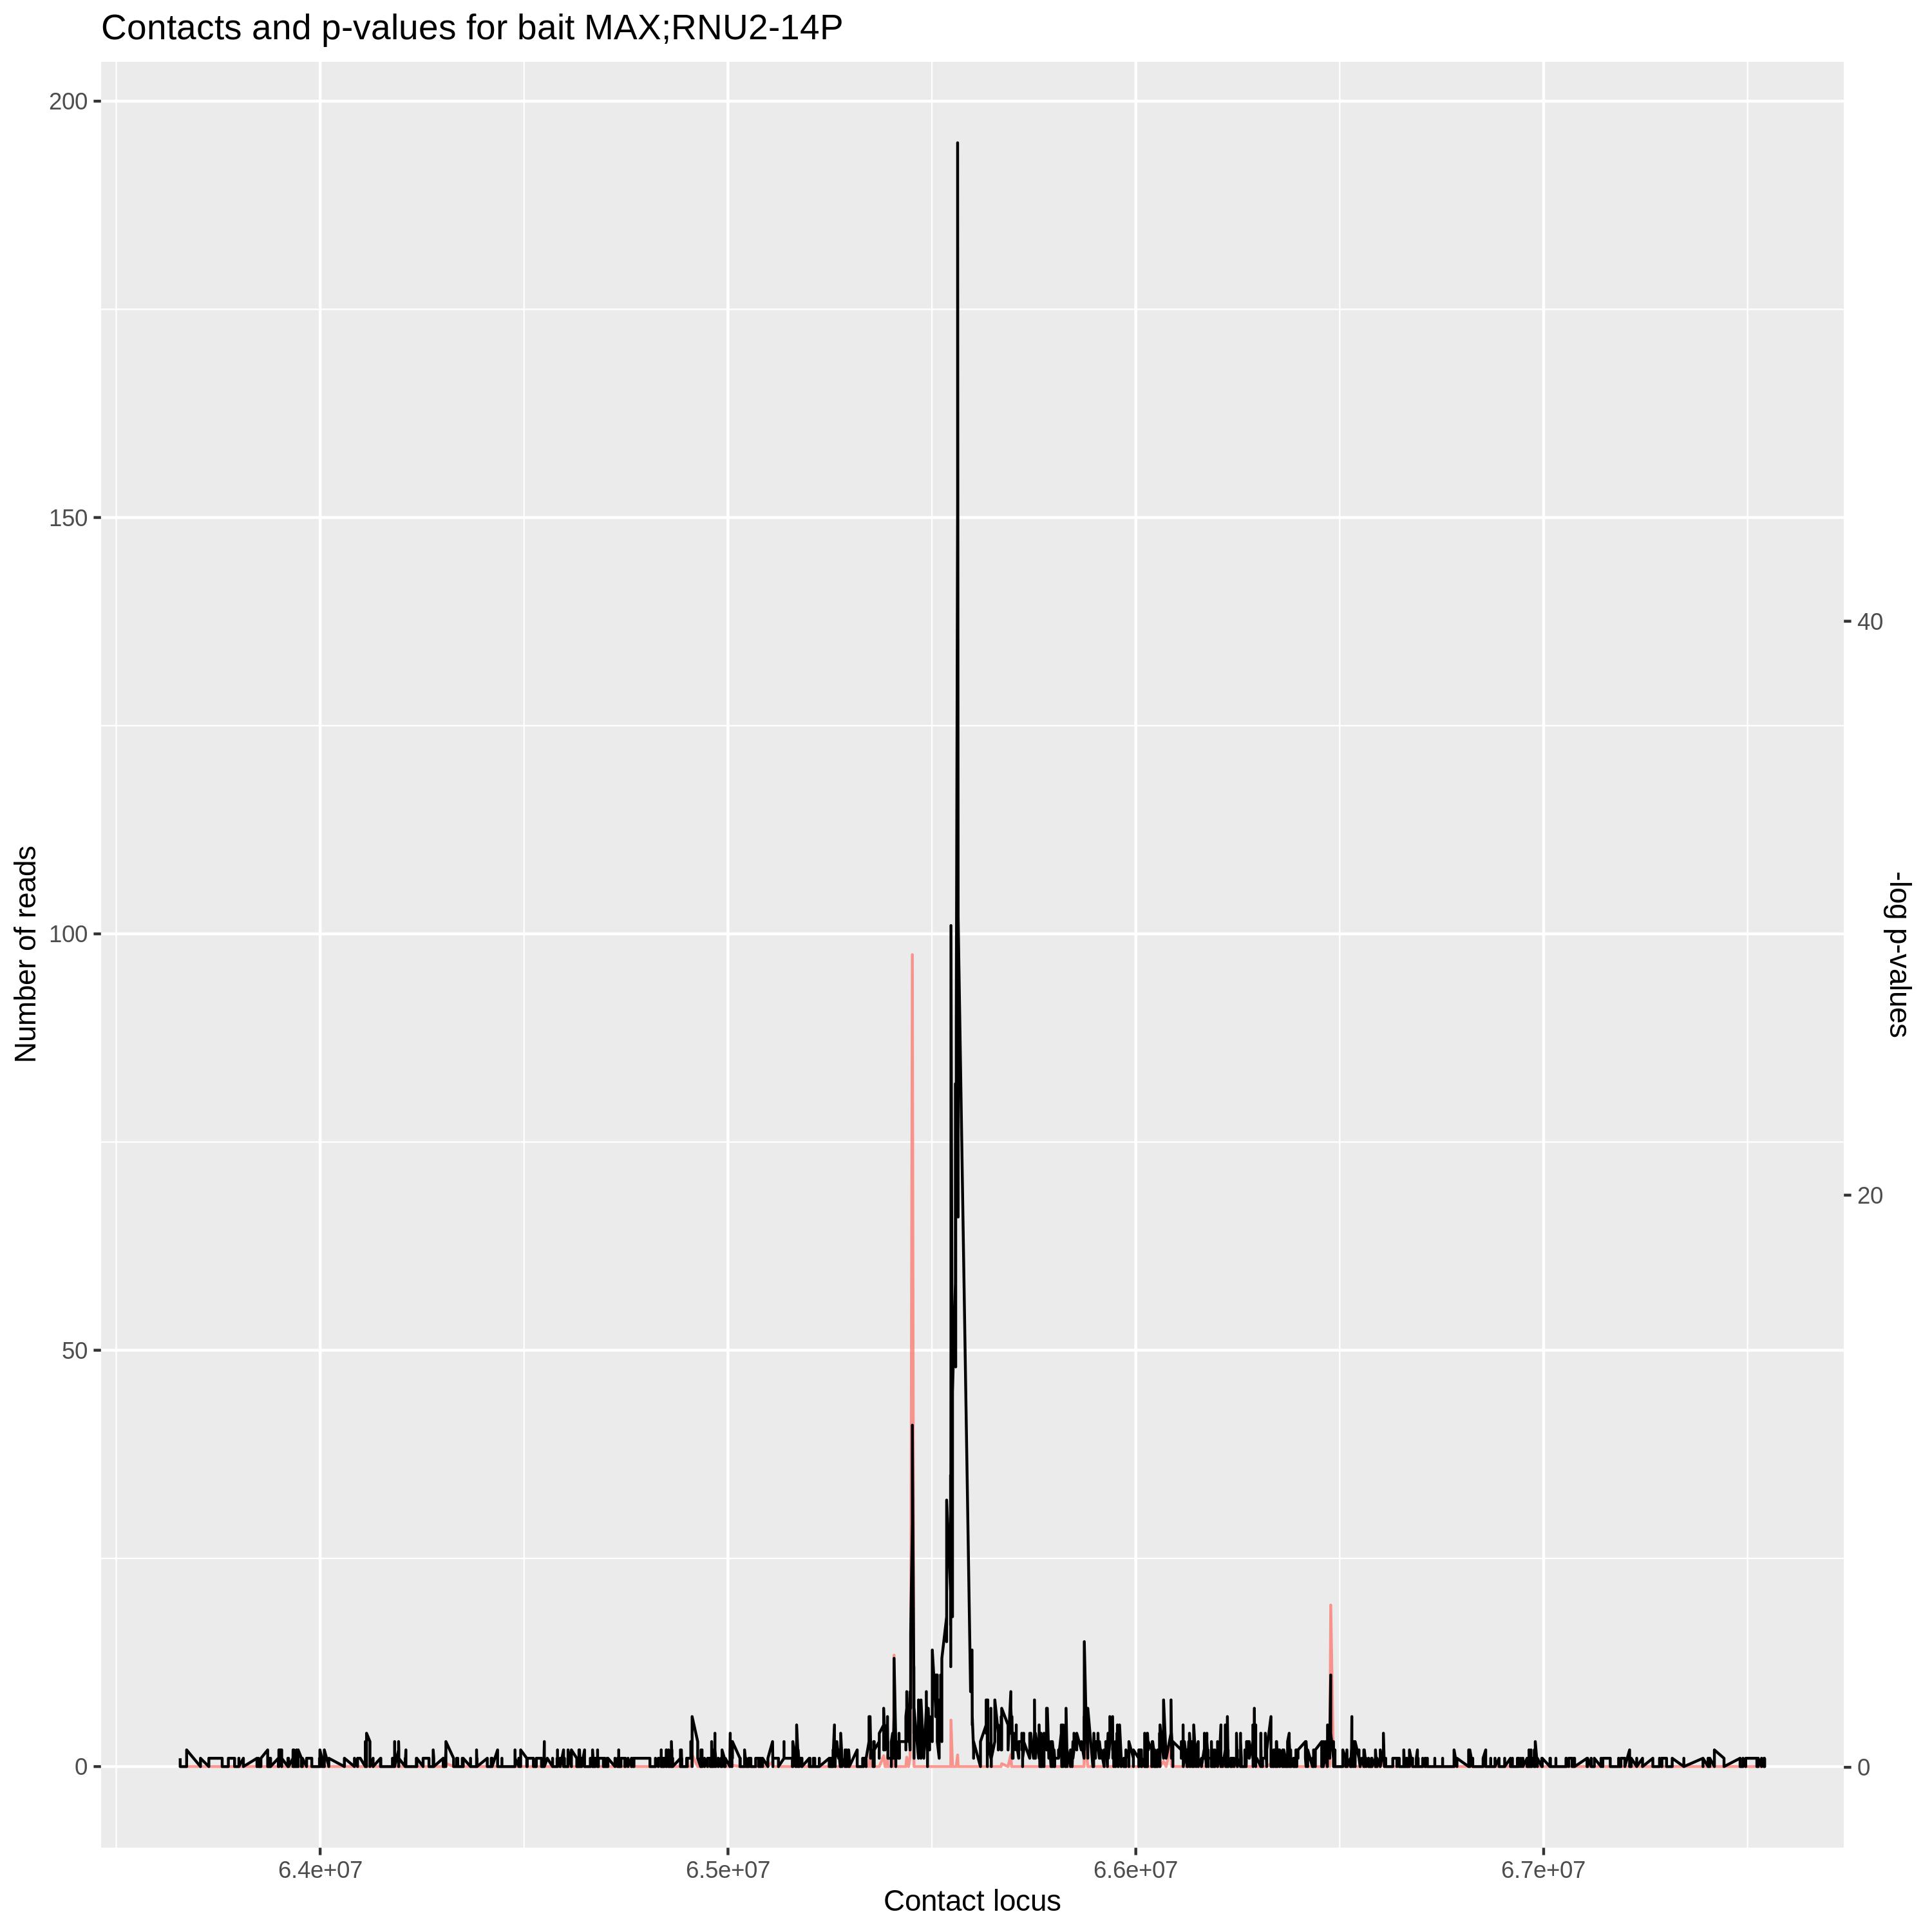 Contacts and p-values for bait MAX;RNU2-14P
200
150
100
50
0
Number of reads
40
20
0
-log p-values
6.4e+07 6.5e+07 6.6e+07 6.7e+07
Contact locus